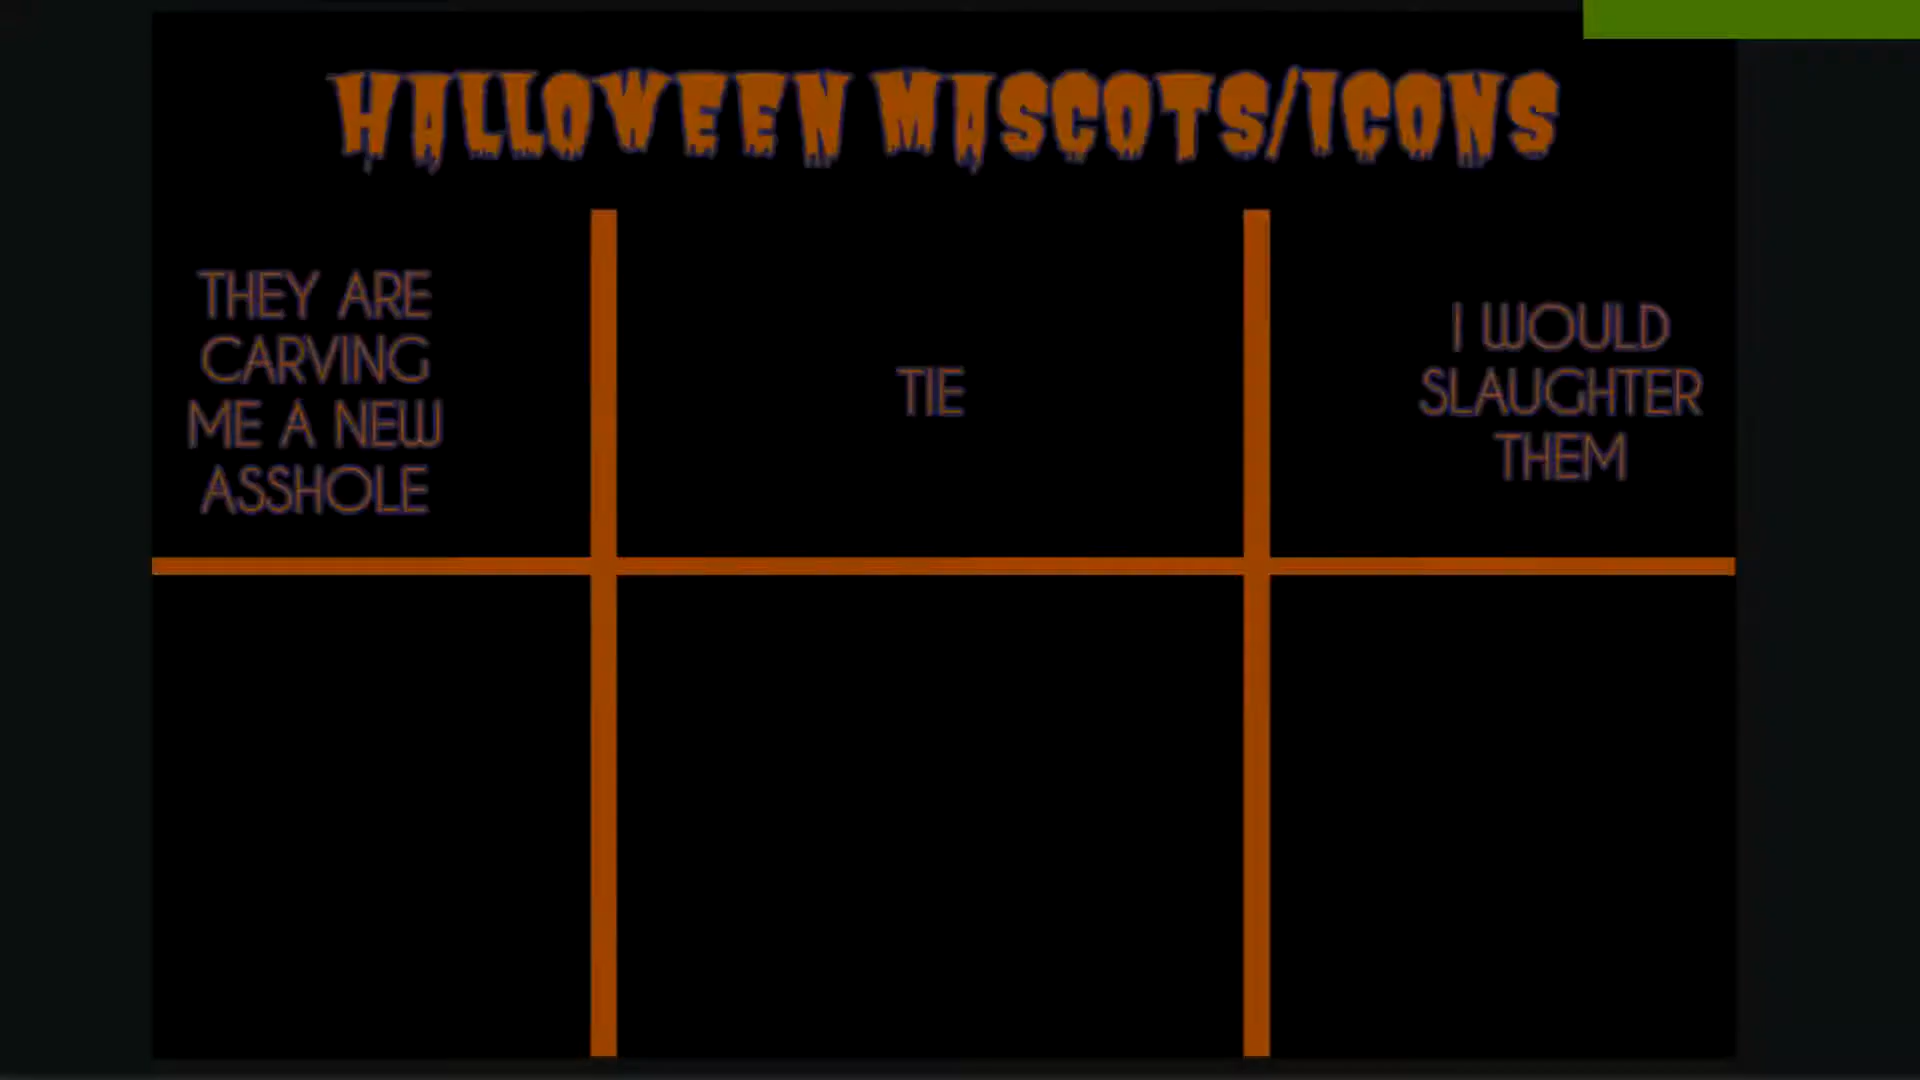 HALLOWEEN MASCOTS/ICONS
THEY ARE
CARVING
ME A NEW
ASSHOLE
TIE
I WOULD
SLAUGHTER
THEM